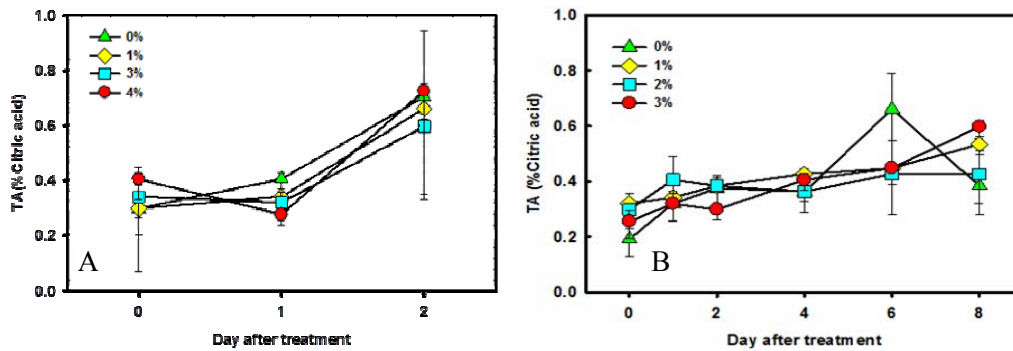 1.0
0.8
0.6
0.4
0.2
0.0
TA(%Citric acid)
0%
1%
3%
4%
A
0 1 2
Day after treatment
1.0
0.8
0.6
0.4
0.2
0.0
TA (%Citric acid)
0%
1%
2%
3%
B
0 2 4 6 8
Day after treatment